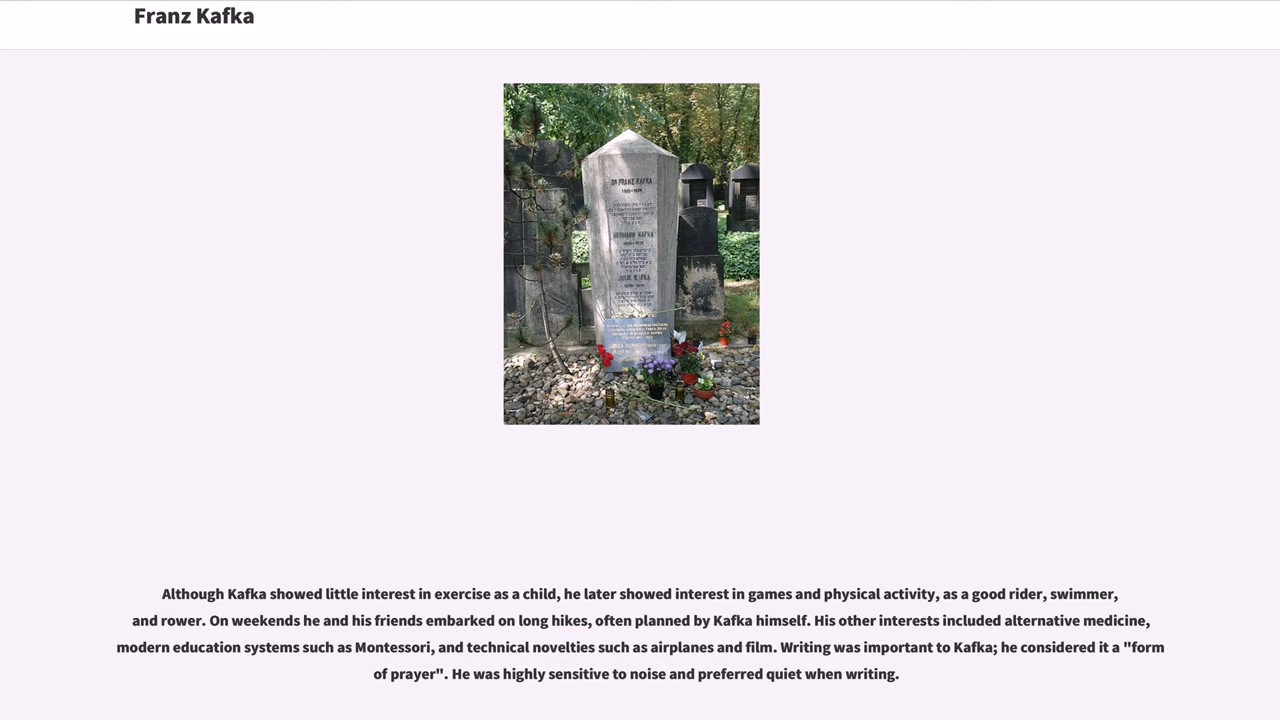 Franz Kafka
DR FRANZ KAFKA
HERMANN KAFKA
Although Kafka showed little interest in exercise as a child, he later showed interest in games and physical activity, as a good rider, swimmer,
and rower. On weekends he and his friends embarked on long hikes, often planned by Kafka himself. His other interests included alternative medicine,
modern education systems such as Montessori, and technical novelties such as airplanes and film. Writing was important to Kafka; he considered it a "form
of prayer". He was highly sensitive to noise and preferred quiet when writing.